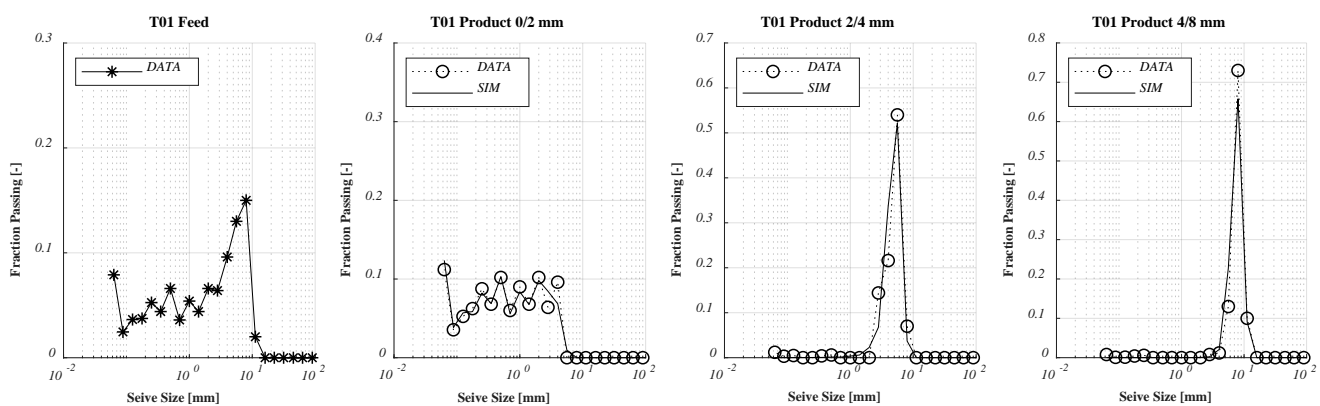 T01 Feed
0.3
0.2
0.1
0
DATA
Fraction Passing [-]
10 -2
10 0
10 2
Seive Size [mm]
T01 Product 0/2 mm
0.4
0.3
0.2
0.1
0
DATA
SIM
Fraction Passing [-]
10 -2
10 0
10 2
Seive Size [mm]
T01 Product 2/4 mm
0.7
0.6
0.5
0.4
0.3
0.2
0.1
0
DATA
SIM
Fraction Passing [-]
10 -2
10 0
10 2
Seive Size [mm]
T01 Product 4/8 mm
0.8
0.7
0.6
0.5
0.4
0.3
0.2
0.1
0
DATA
SIM
Fraction Passing [-]
10 -2
10 0
10 1
10 2
Seive Size [mm]